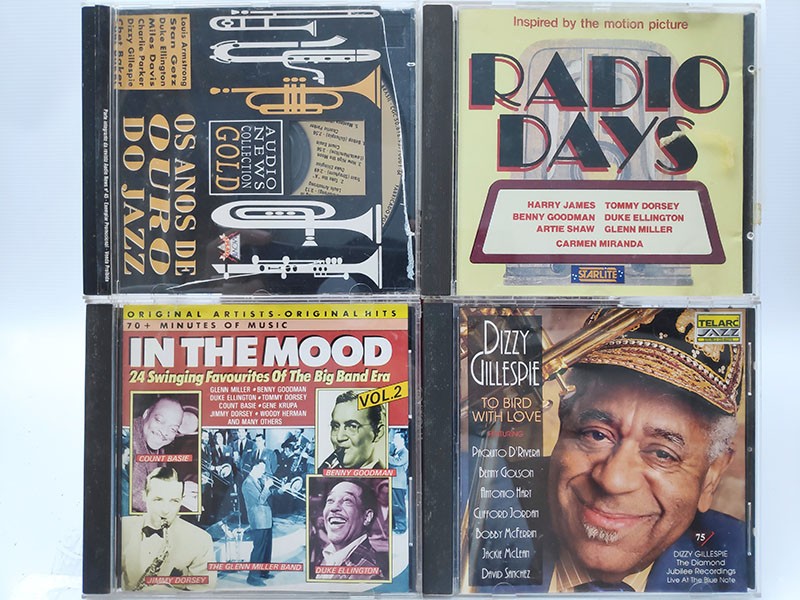 Louis Armstrong
Stan Getz
Duke Ellington
Miles Davis
Charlie Parker
Dizzy Gillespie
Chet Baker
OS ANOS DE
OURO
DO JAZZ
AUDIO
NEWS
COLLECTION
GOLD
Inspired by the motion picture
RADIO
DAYS
HARRY JAMES TOMMY DORSEY
BENNY GOODMAN DUKE ELLINGTON
ARTIE SHAW GLENN MILLER
CARMEN MIRANDA
STARLITE
ORIGINAL ARTISTS - ORIGINAL HITS
70+ MINUTES OF MUSIC
IN THE MOOD
24 Swinging Favourites Of The Big Band Era
GLENN MILLER • BENNY GOODMAN
DUKE ELLINGTON • TOMMY DORSEY
COUNT BASIE • GENE KRUPA
JIMMY DORSEY • WOODY HERMAN
AND MANY OTHERS
VOL.2
COUNT BASIE
BENNY GOODMAN
JIMMY DORSEY
THE GLENN MILLER BAND
DUKE ELLINGTON
DIZZY
GILLESPIE
TO BIRD
WITH LOVE
FEATURING
PAQUITO D'RIVERA
BENNY GOLSON
ANTONIO HART
CLIFFORD JORDAN
BOBBY McFERRIN
JACKIE McLEAN
DAVID SANCHEZ
TELARC
JAZZ
75
DIZZY GILLESPIE
The Diamond
Jubilee Recordings
Live At The Blue Note